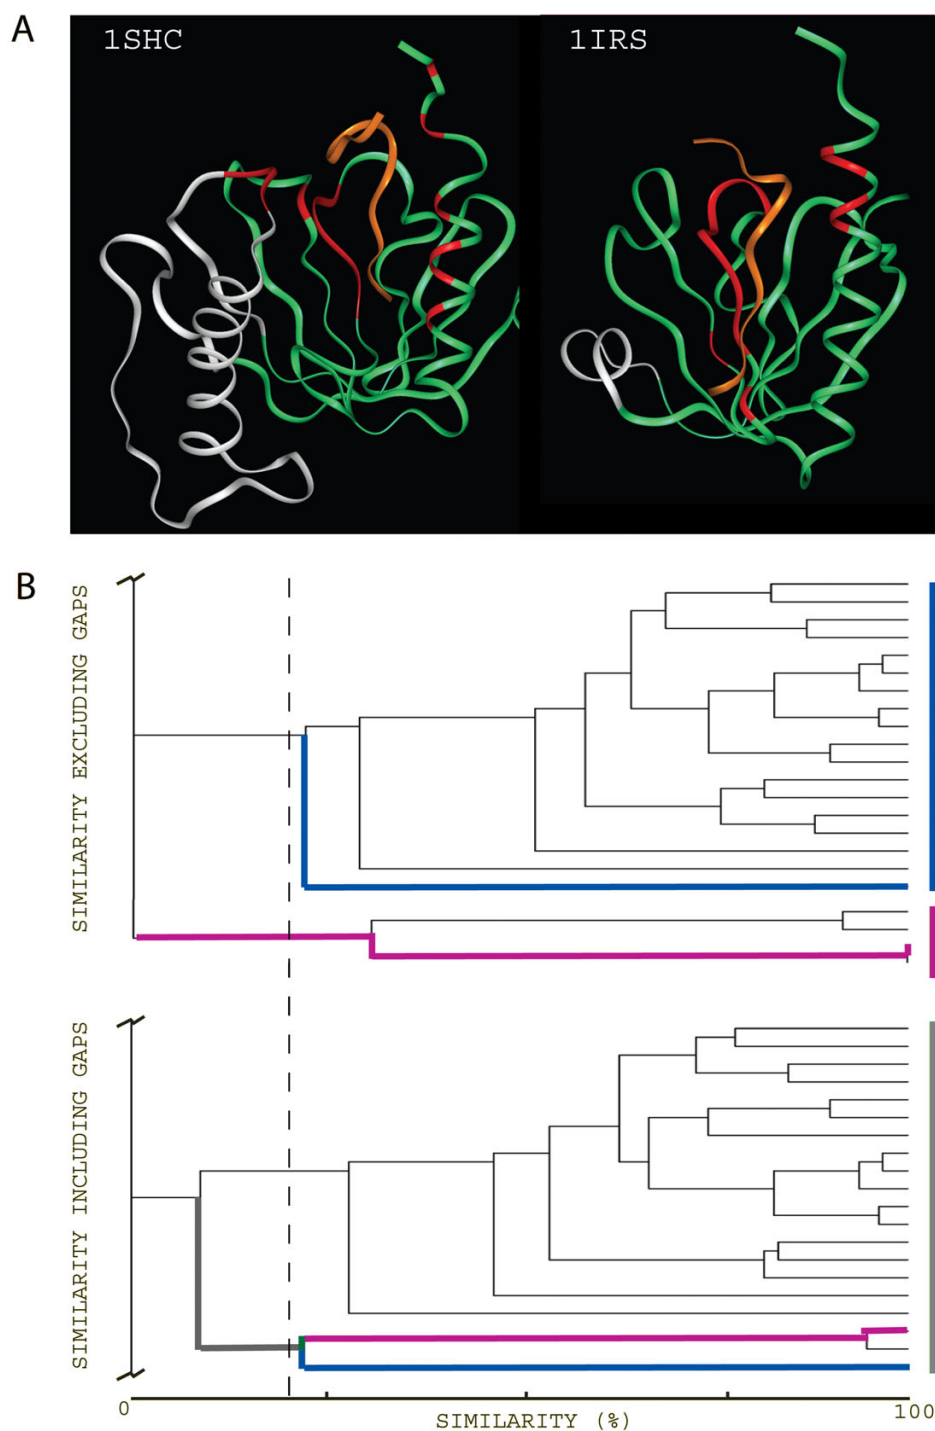 A
1SHC
1IRS
B
SIMILARITY EXCLUDING GAPS
SIMILARITY INCLUDING GAPS
0
SIMILARITY (%)
100